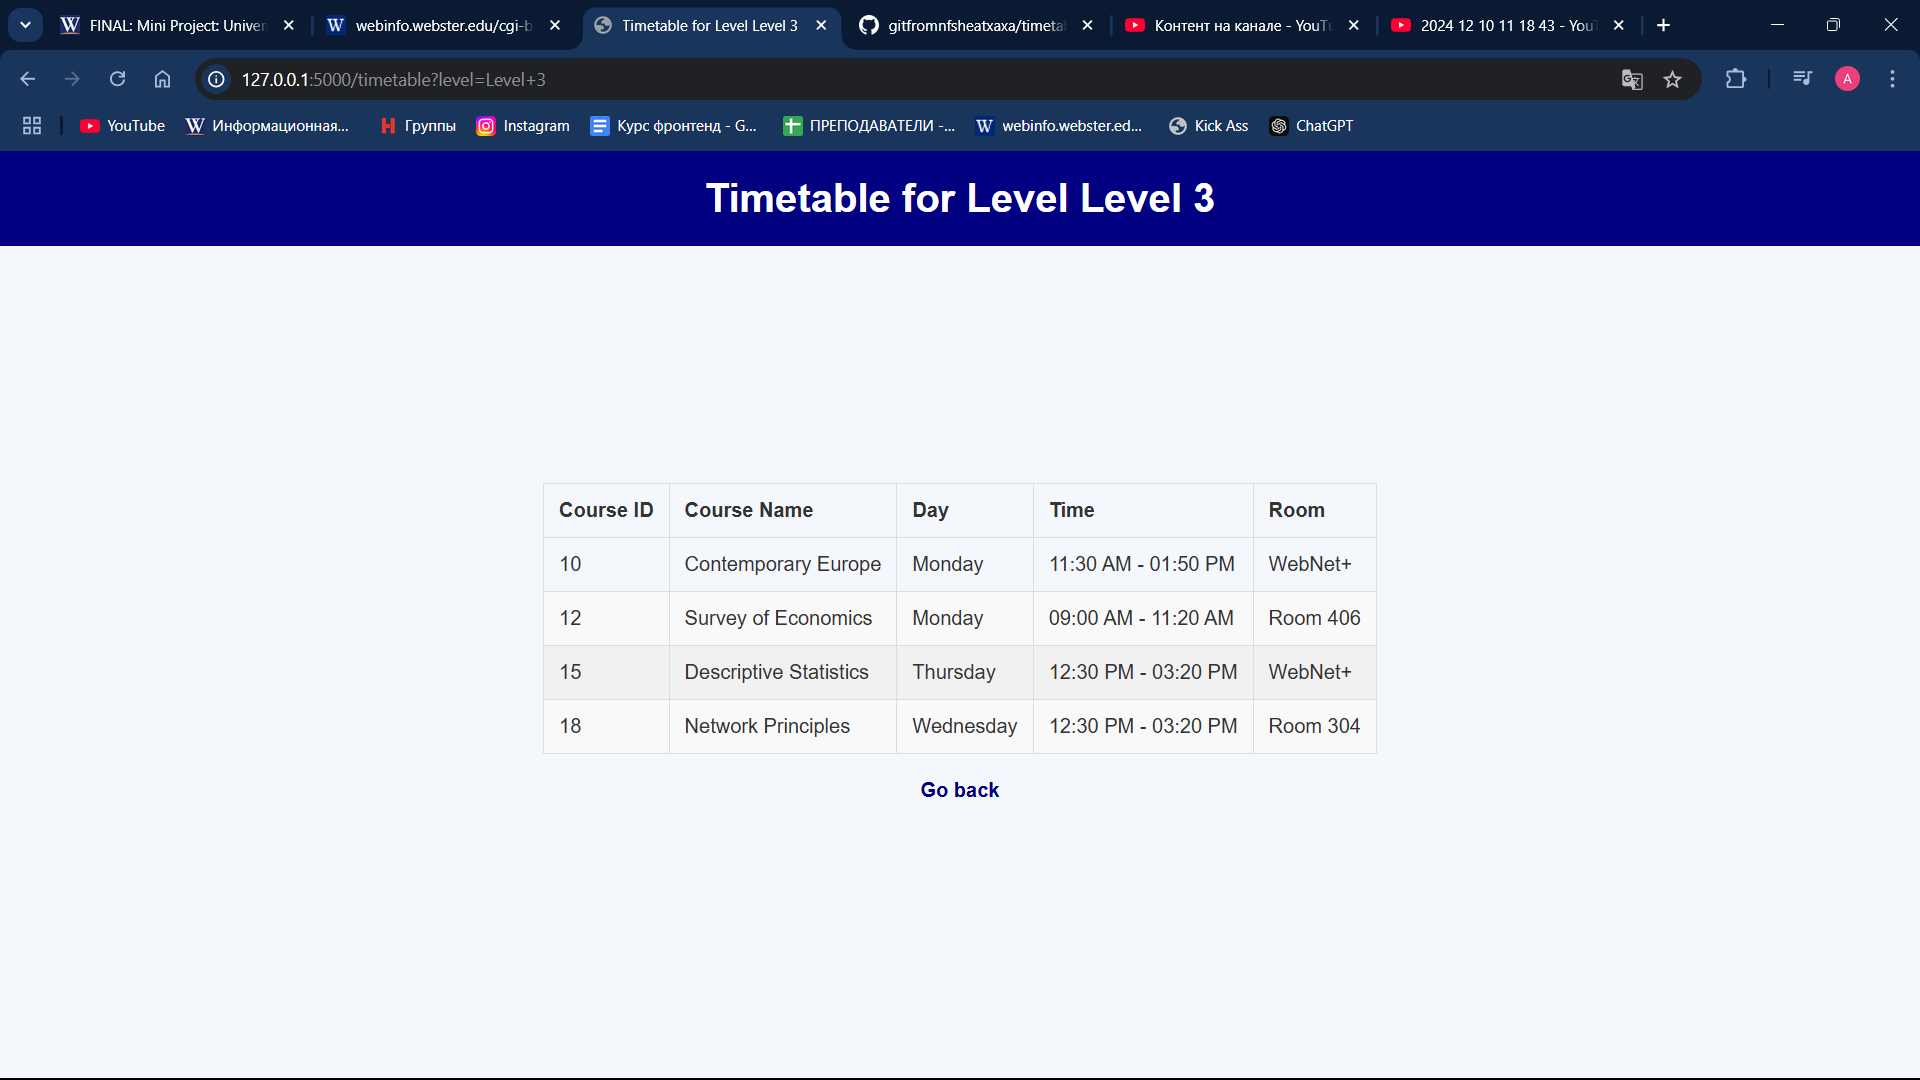 FINAL: Mini Project: Univer
webinfo.webster.edu/cgi-b
Timetable for Level Level 3
gitfromnfsheatxaxa/timetal
Контент на канале - YouTu
2024 12 10 11 18 43 - You
127.0.0.1:5000/timetable?level=Level+3
A
YouTube
Информационная...
Группы
Instagram
Курс фронтенд - G...
ПРЕПОДАВАТЕЛИ -...
webinfo.webster.ed...
Kick Ass
ChatGPT
Timetable for Level Level 3
Course ID Course Name Day Time Room
10 Contemporary Europe Monday 11:30 AM - 01:50 PM WebNet+
12 Survey of Economics Monday 09:00 AM - 11:20 AM Room 406
15 Descriptive Statistics Thursday 12:30 PM - 03:20 PM WebNet+
18 Network Principles Wednesday 12:30 PM - 03:20 PM Room 304
Go back